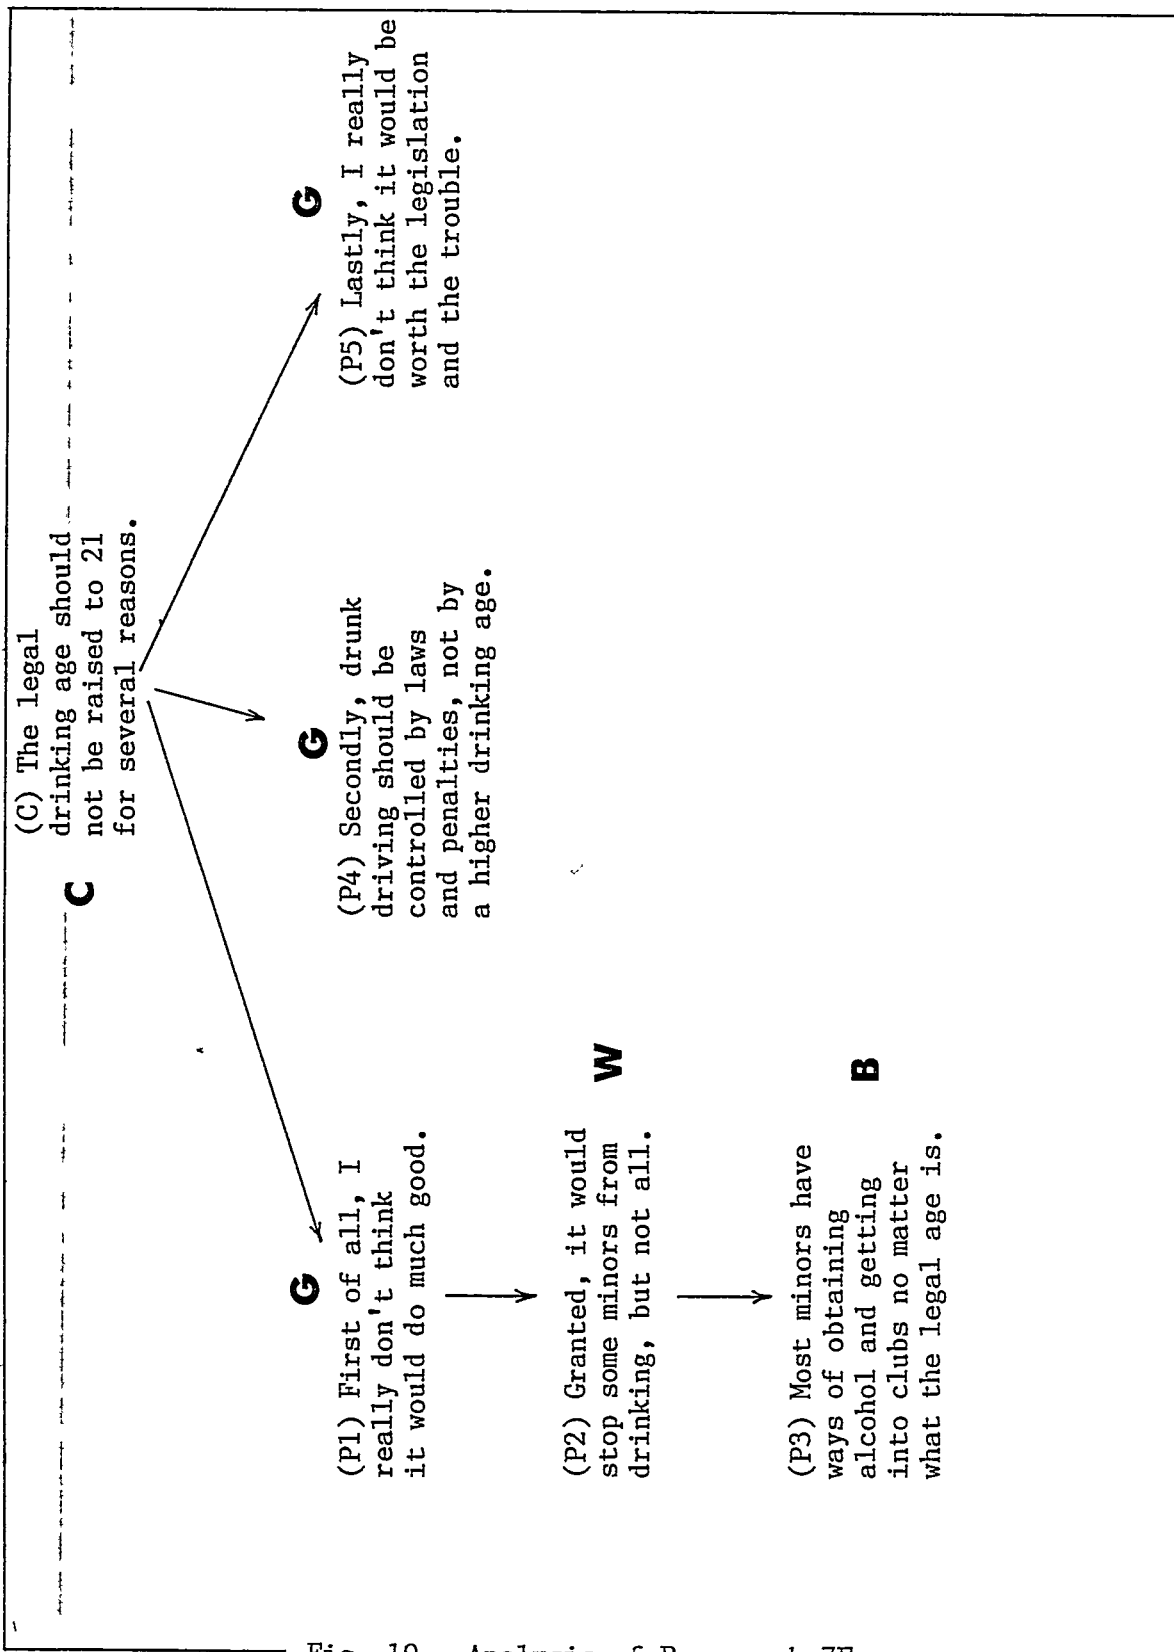 (C) The legal
drinking age should
not be raised to 21
for several reasons.
C
G
(P1) First of all, I
really don't think
it would do much good.
(P2) Granted, it would
stop some minors from
drinking, but not all.
W
(P3) Most minors have
ways of obtaining
alcohol and getting
into clubs no matter
what the legal age is.
B
G
(P4) Secondly, drunk
driving should be
controlled by laws
and penalties, not by
a higher drinking age.
G
(P5) Lastly, I really
don't think it would be
worth the legislation
and the trouble.
Fig. 10 Analysis of